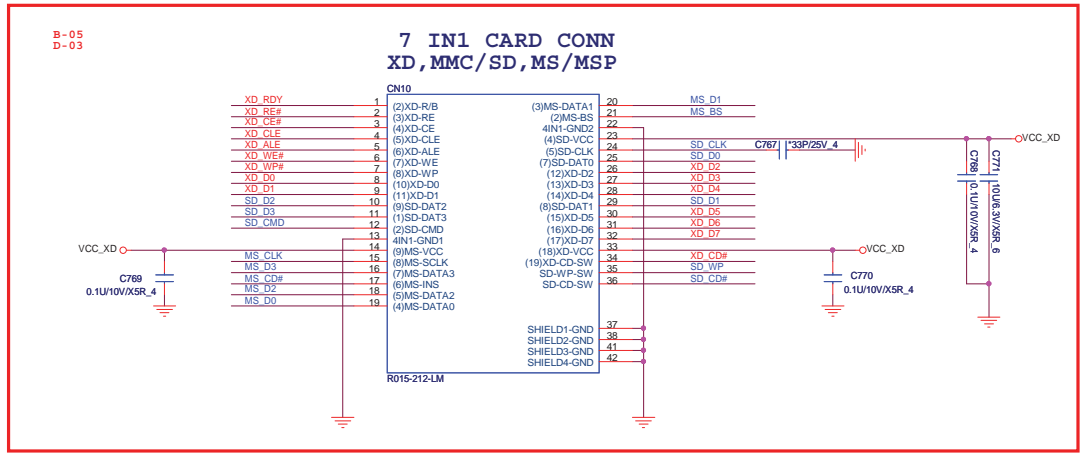 B-05
D-03
7 IN1 CARD CONN
XD,MMC/SD,MS/MSP
CN10
XD_RDY 1 (2)XD-R/B
XD_RE# 2 (3)XD-RE
XD_CE# 3 (4)XD-CE
XD_CLE 4 (5)XD-CLE
XD_ALE 5 (6)XD-ALE
XD_WE# 6 (7)XD-WE
XD_WP# 7 (8)XD-WP
XD_D0 8 (10)XD-D0
XD_D1 9 (11)XD-D1
SD_D2 10 (9)SD-DAT2
SD_D3 11 (1)SD-DAT3
SD_CMD 12 (2)SD-CMD
13 4IN1-GND1
VCC_XD 14 (9)MS-VCC
MS_CLK 15 (8)MS-SCLK
MS_D3 16 (7)MS-DATA3
MS_CD# 17 (6)MS-INS
MS_D2 18 (5)MS-DATA2
MS_D0 19 (4)MS-DATA0
C769
0.1U/10V/X5R_4
(3)MS-DATA1 20 MS_D1
(2)MS-BS 21 MS_BS
4IN1-GND2 22
(4)SD-VCC 23 VCC_XD
(5)SD-CLK 24 SD_CLK C767 *33P/25V_4
(7)SD-DAT0 25 SD_D0
(12)XD-D2 26 XD_D2
(13)XD-D3 27 XD_D3
(14)XD-D4 28 XD_D4
(8)SD-DAT1 29 SD_D1
(15)XD-D5 30 XD_D5
(16)XD-D6 31 XD_D6
(17)XD-D7 32 XD_D7
(18)XD-VCC 33 VCC_XD
(19)XD-CD-SW 34 XD_CD#
SD-WP-SW 35 SD_WP
SD-CD-SW 36 SD_CD#
C770
0.1U/10V/X5R_4
C768
0.1U/10V/X5R_4
C771
10U/6.3V/X5R_6
SHIELD1-GND 37
SHIELD2-GND 38
SHIELD3-GND 41
SHIELD4-GND 42
R015-212-LM